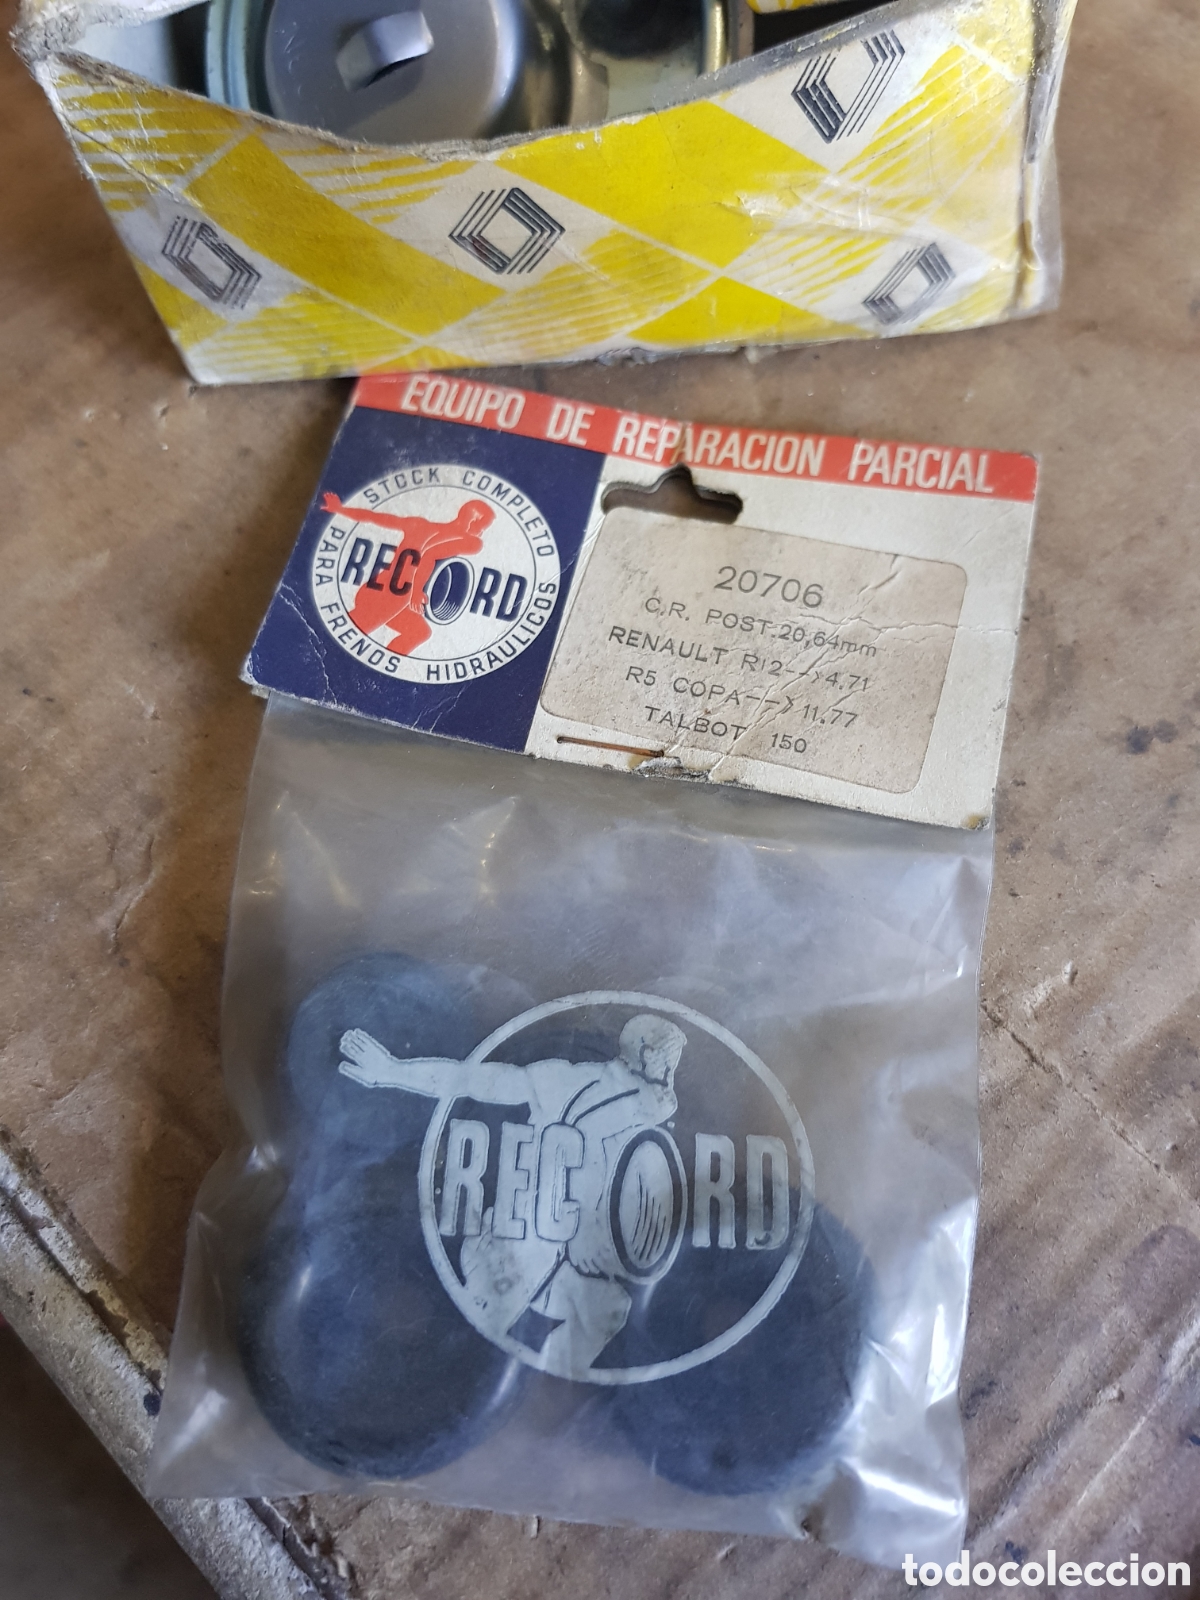 EQUIPO DE REPARACION PARCIAL
STOCK COMPLETO
RECORD
PARA FRENOS HIDRAULICOS
20706
C.R. POST. 20,64mm
RENAULT R12-->4.71
R5 COPA-->11.77
TALBOT 150
RECORD
todocoleccion